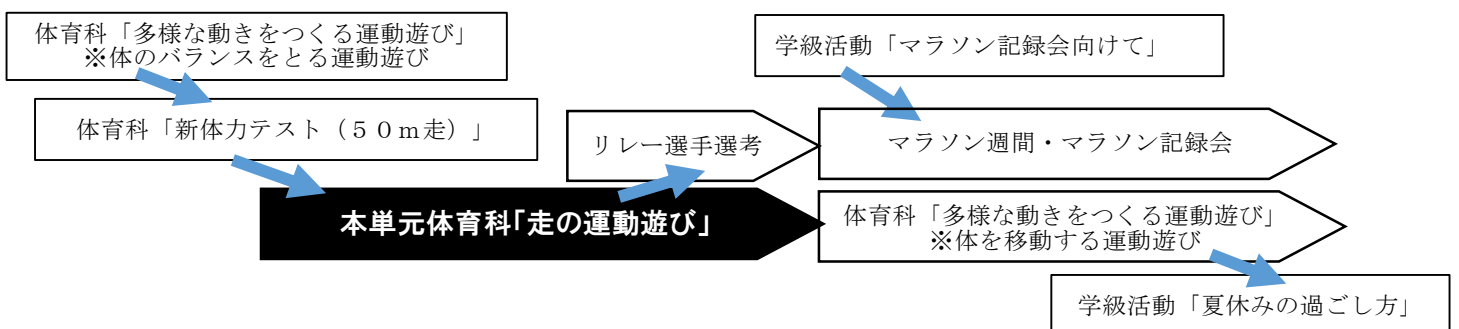 体育科「多様な動きをつくる運動遊び」
※体のバランスをとる運動遊び
学級活動「マラソン記録会向けて」
体育科「新体力テスト（５０ｍ走）」
リレー選手選考
マラソン週間・マラソン記録会
本単元体育科｢走の運動遊び｣
体育科「多様な動きをつくる運動遊び」
※体を移動する運動遊び
学級活動「夏休みの過ごし方」